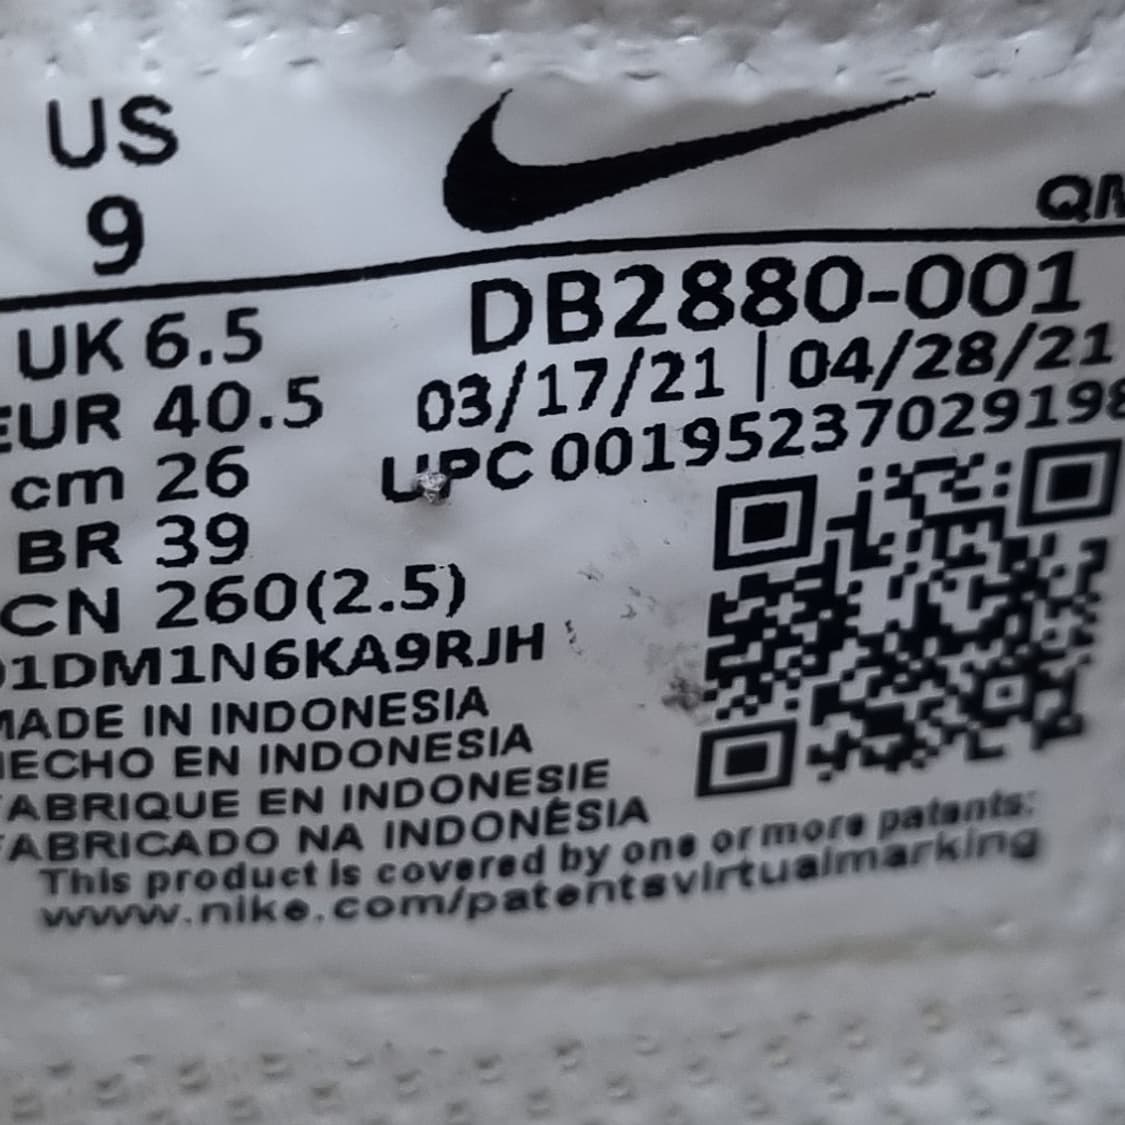 US
9
QM
UK 6.5
DB2880-001
EUR 40.5
03/17/21 | 04/28/21
cm 26
UPC 00195237029198
BR 39
CN 260(2.5)
01DM1N6KA9RJH
MADE IN INDONESIA
HECHO EN INDONESIA
FABRIQUE EN INDONESIE
FABRICADO NA INDONÉSIA
This product is covered by one or more patents:
www.nike.com/patentsvirtualmarking